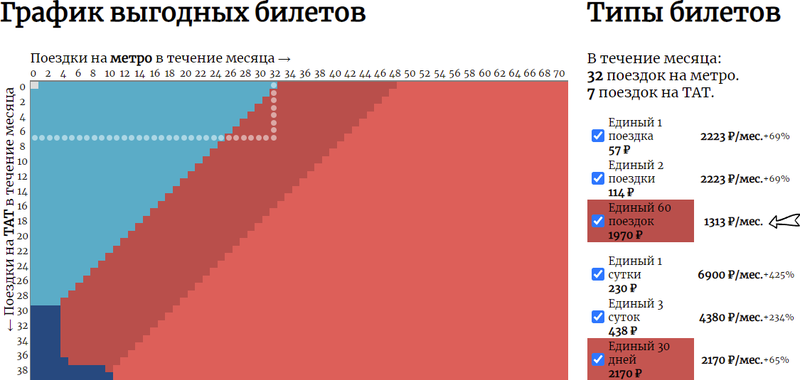 График выгодных билетов
Поездки на метро в течение месяца →
0 2 4 6 8 10 12 14 16 18 20 22 24 26 28 30 32 34 36 38 40 42 44 46 48 50 52 54 56 58 60 62 64 66 68 70
← Поездки на ТАТ в течение месяца
0
2
4
6
8
10
12
14
16
18
20
22
24
26
28
30
32
34
36
38
Типы билетов
В течение месяца:
32 поездок на метро.
7 поездок на ТАТ.
Единый 1
поездка
57 ₽
2223 ₽/мес.+69%
Единый 2
поездки
114 ₽
2223 ₽/мес.+69%
Единый 60
поездок
1970 ₽
1313 ₽/мес.
Единый 1
сутки
230 ₽
6900 ₽/мес.+425%
Единый 3
суток
438 ₽
4380 ₽/мес.+234%
Единый 30
дней
2170 ₽
2170 ₽/мес.+65%